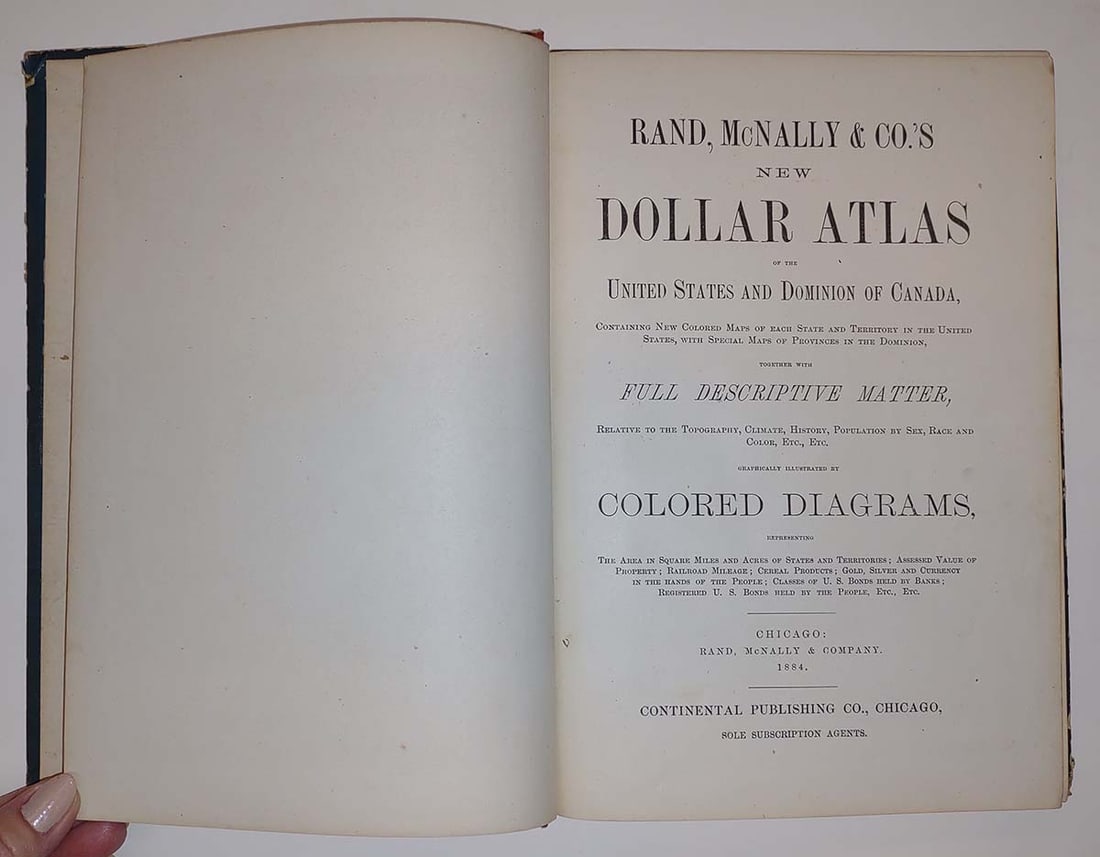 RAND, McNALLY & CO.'S
NEW
DOLLAR ATLAS
OF THE
UNITED STATES AND DOMINION OF CANADA,
CONTAINING NEW COLORED MAPS OF EACH STATE AND TERRITORY IN THE UNITED
STATES, WITH SPECIAL MAPS OF PROVINCES IN THE DOMINION,
TOGETHER WITH
FULL DESCRIPTIVE MATTER,
RELATIVE TO THE TOPOGRAPHY, CLIMATE, HISTORY, POPULATION BY SEX, RACE AND
COLOR, ETC., ETC.
GRAPHICALLY ILLUSTRATED BY
COLORED DIAGRAMS,
REPRESENTING
THE AREA IN SQUARE MILES AND ACRES OF STATES AND TERRITORIES; ASSESSED VALUE OF
PROPERTY; RAILROAD MILEAGE; CEREAL PRODUCTS; GOLD, SILVER AND CURRENCY
IN THE HANDS OF THE PEOPLE; CLASSES OF U. S. BONDS HELD BY BANKS;
REGISTERED U. S. BONDS HELD BY THE PEOPLE, ETC., ETC.
CHICAGO:
RAND, McNALLY & COMPANY.
1884.
CONTINENTAL PUBLISHING CO., CHICAGO,
SOLE SUBSCRIPTION AGENTS.